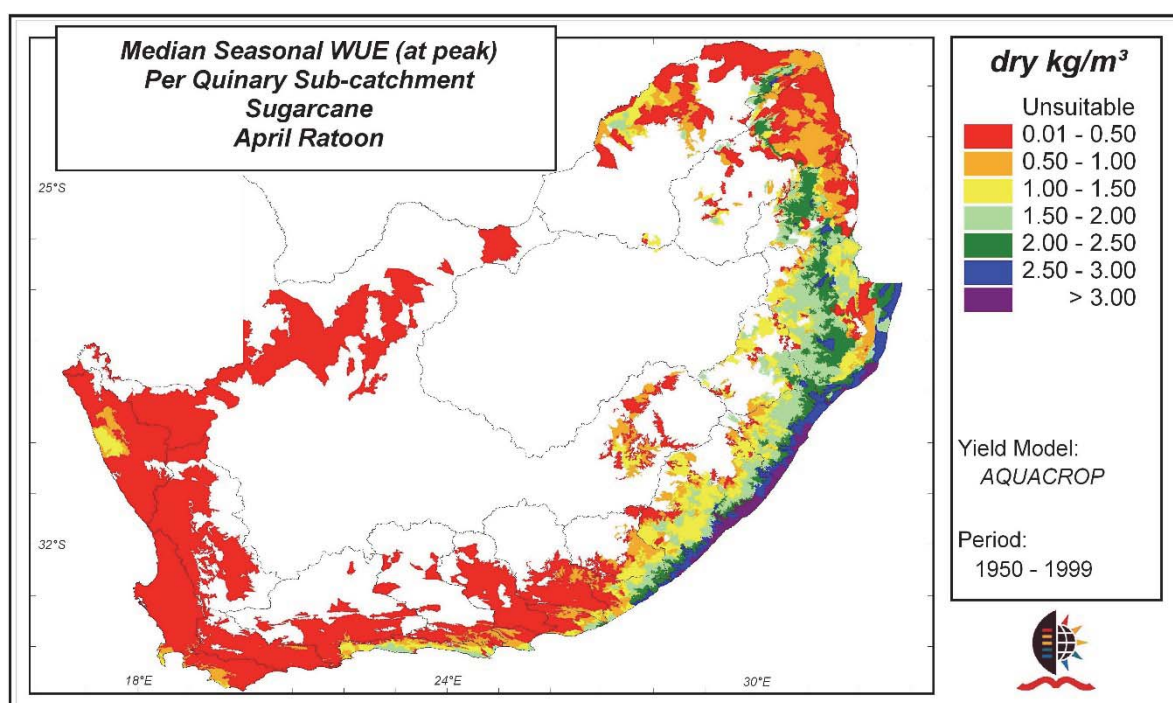 Median Seasonal WUE (at peak)
Per Quinary Sub-catchment
Sugarcane
April Ratoon
25°S
32°S
18°E
24°E
30°E
dry kg/m³
Unsuitable
0.01 - 0.50
0.50 - 1.00
1.00 - 1.50
1.50 - 2.00
2.00 - 2.50
2.50 - 3.00
> 3.00
Yield Model:
AQUACROP
Period:
1950 - 1999